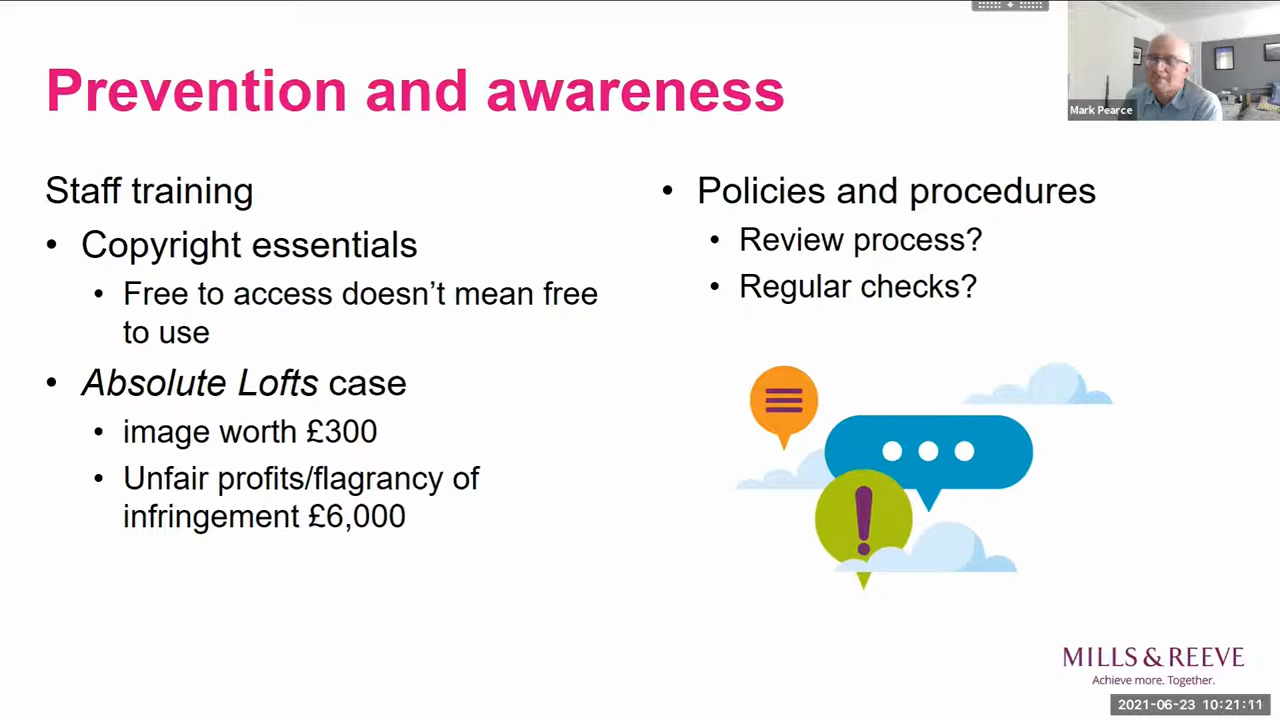 Prevention and awareness
Mark Pearce
Staff training
• Copyright essentials
• Free to access doesn’t mean free
to use
• Absolute Lofts case
• image worth £300
• Unfair profits/flagrancy of
infringement £6,000
• Policies and procedures
• Review process?
• Regular checks?
MILLS & REEVE
Achieve more. Together.
2021-06-23 10:21:11